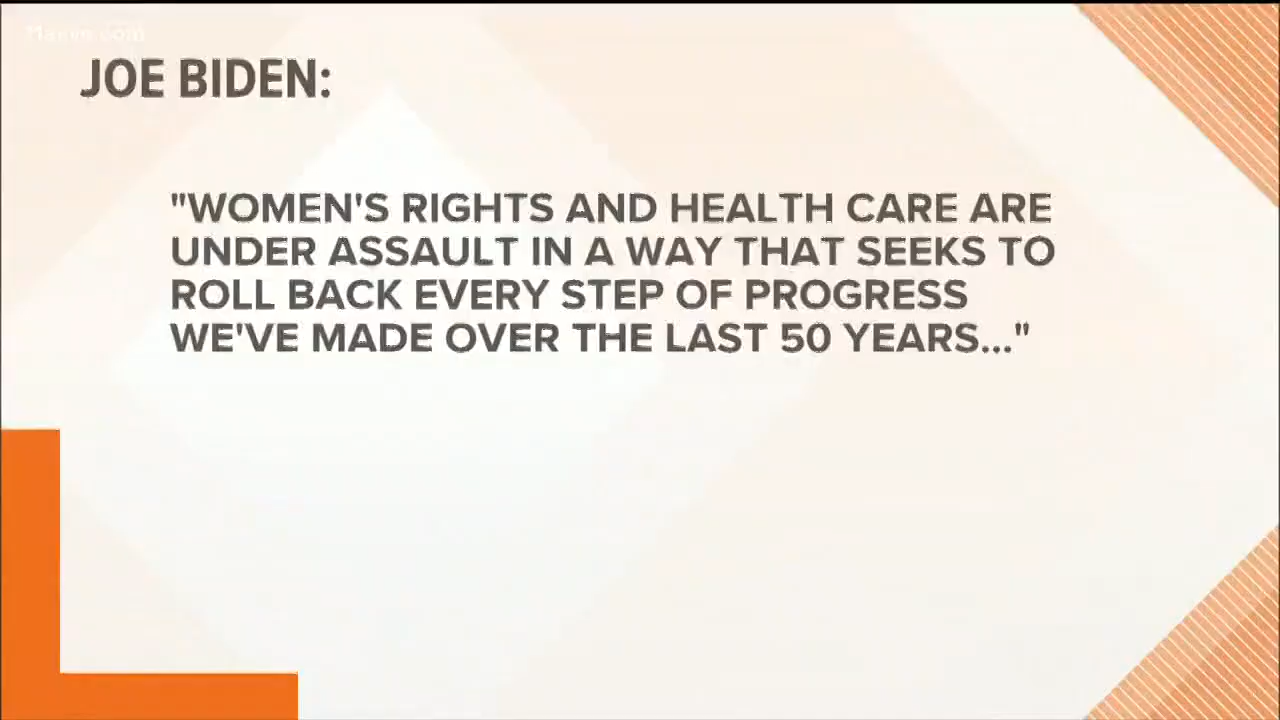 JOE BIDEN:
"WOMEN'S RIGHTS AND HEALTH CARE ARE
UNDER ASSAULT IN A WAY THAT SEEKS TO
ROLL BACK EVERY STEP OF PROGRESS
WE'VE MADE OVER THE LAST 50 YEARS..."